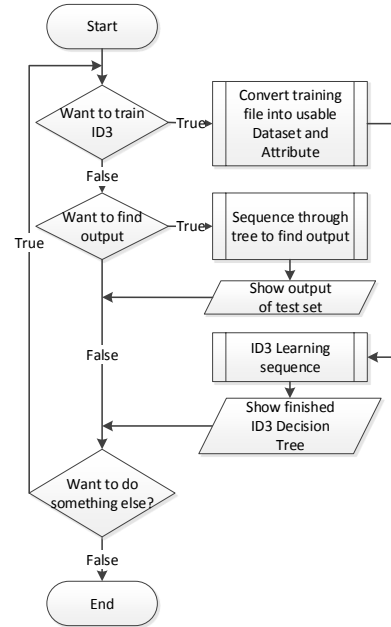 Start
Want to train
ID3
True
Convert training
file into usable
Dataset and
Attribute
False
Want to find
output
True
Sequence through
tree to find output
True
Show output
of test set
False
ID3 Learning
sequence
Show finished
ID3 Decision
Tree
Want to do
something else?
False
End